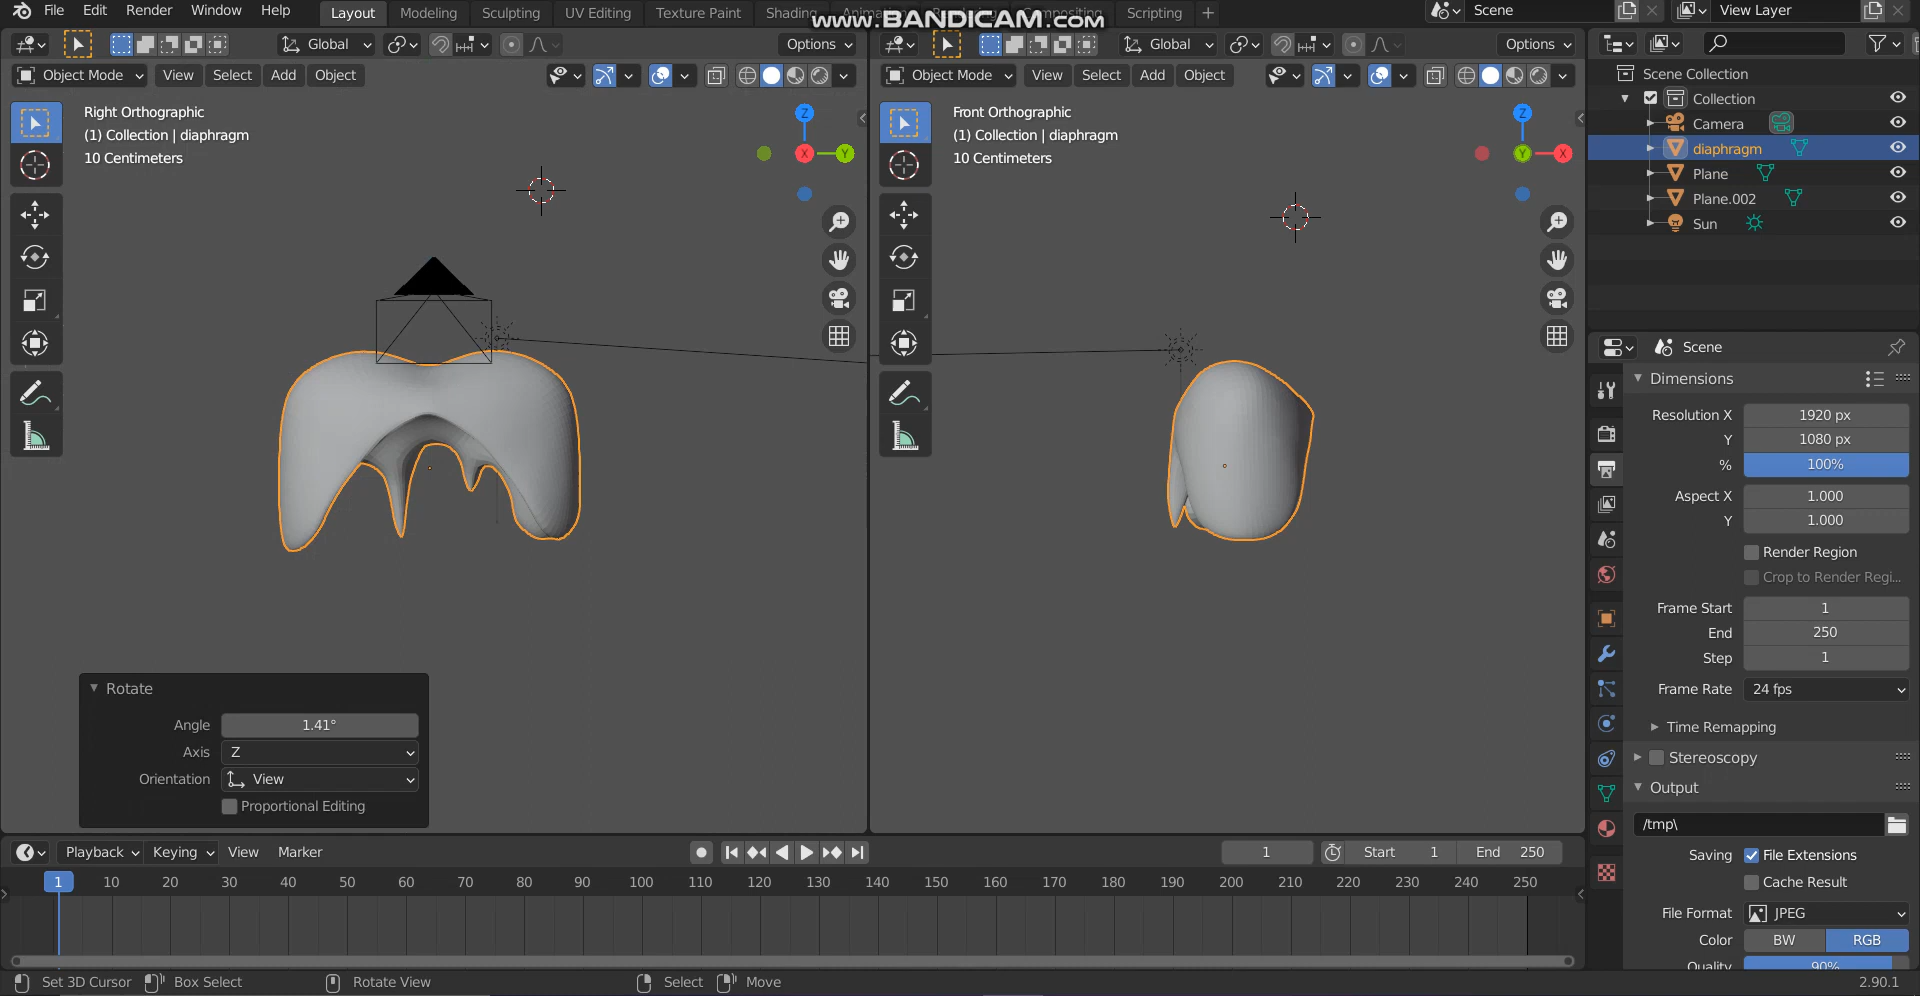 File Edit Render Window Help Layout Modeling Sculpting UV Editing Texture Paint Shading Animation Compositing Scripting + Scene View Layer
www.BANDICAM.com
Global Options Global Options
Object Mode View Select Add Object Object Mode View Select Add Object
Right Orthographic
(1) Collection | diaphragm
10 Centimeters
Z
X
Y
Front Orthographic
(1) Collection | diaphragm
10 Centimeters
Z
Y
X
Scene Collection
Collection
Camera
diaphragm
Plane
Plane.002
Sun
Scene
Dimensions
Resolution X 1920 px
Y 1080 px
% 100%
Aspect X 1.000
Y 1.000
Render Region
Crop to Render Regi...
Frame Start 1
End 250
Step 1
Frame Rate 24 fps
Time Remapping
Stereoscopy
Output
/tmp\
Saving File Extensions
Cache Result
File Format JPEG
Color BW RGB
Quality 90%
Rotate
Angle 1.41°
Axis Z
Orientation View
Proportional Editing
Playback Keying View Marker 1 Start 1 End 250
1 10 20 30 40 50 60 70 80 90 100 110 120 130 140 150 160 170 180 190 200 210 220 230 240 250
Set 3D Cursor Box Select Rotate View Select Move 2.90.1